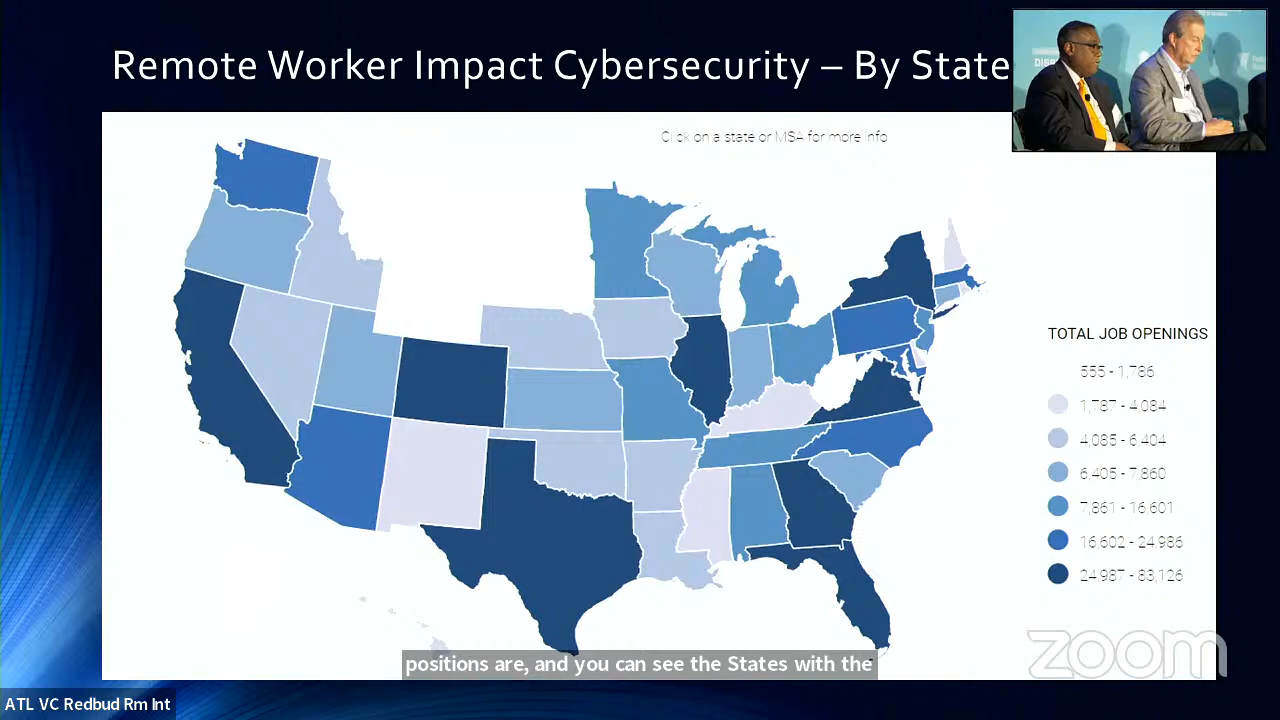 Remote Worker Impact Cybersecurity – By State
Click on a state or MSA for more info
TOTAL JOB OPENINGS
555 - 1,786
1,787 - 4,084
4,085 - 6,404
6,405 - 7,860
7,861 - 16,601
16,602 - 24,986
24,987 - 83,126
zoom
positions are, and you can see the States with the
ATL VC Redbud Rm Int